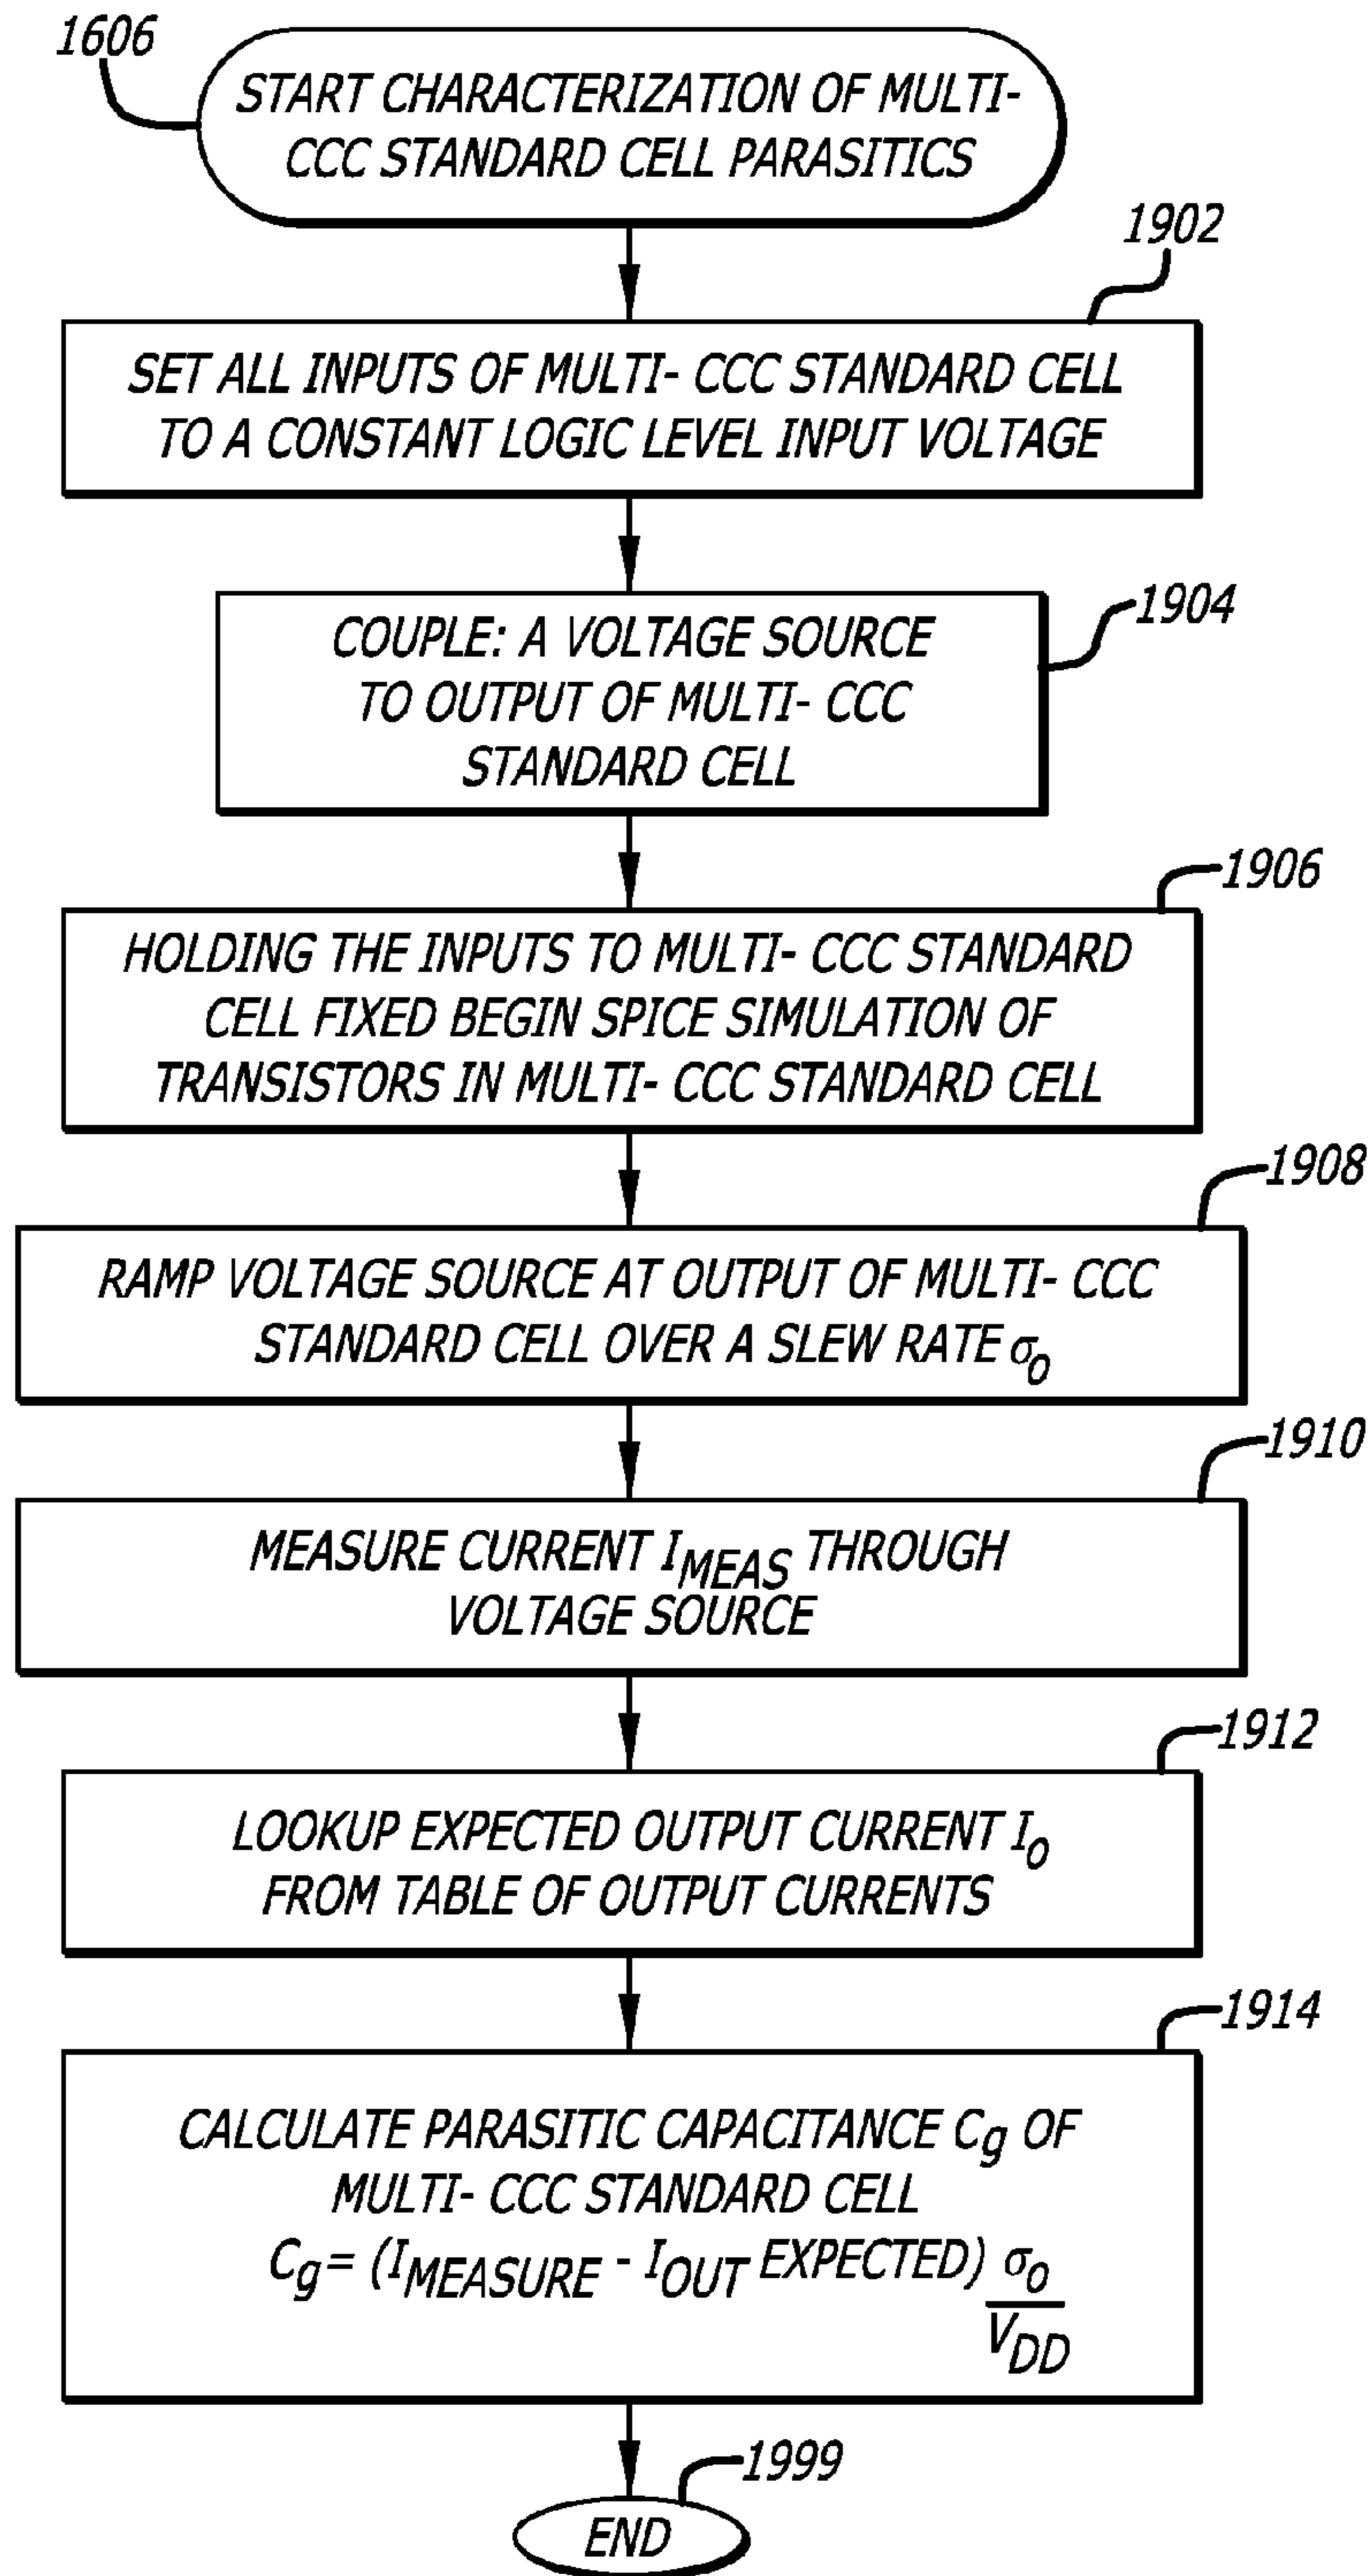 1606
START CHARACTERIZATION OF MULTI-
CCC STANDARD CELL PARASITICS
1902
SET ALL INPUTS OF MULTI- CCC STANDARD CELL
TO A CONSTANT LOGIC LEVEL INPUT VOLTAGE
1904
COUPLE: A VOLTAGE SOURCE
TO OUTPUT OF MULTI- CCC
STANDARD CELL
1906
HOLDING THE INPUTS TO MULTI- CCC STANDARD
CELL FIXED BEGIN SPICE SIMULATION OF
TRANSISTORS IN MULTI- CCC STANDARD CELL
1908
RAMP VOLTAGE SOURCE AT OUTPUT OF MULTI- CCC
STANDARD CELL OVER A SLEW RATE σo
1910
MEASURE CURRENT IMEAS THROUGH
VOLTAGE SOURCE
1912
LOOKUP EXPECTED OUTPUT CURRENT Io
FROM TABLE OF OUTPUT CURRENTS
1914
CALCULATE PARASITIC CAPACITANCE Cg OF
MULTI- CCC STANDARD CELL
Cg = (IMEASURE - IOUT EXPECTED) σo
VDD
1999
END